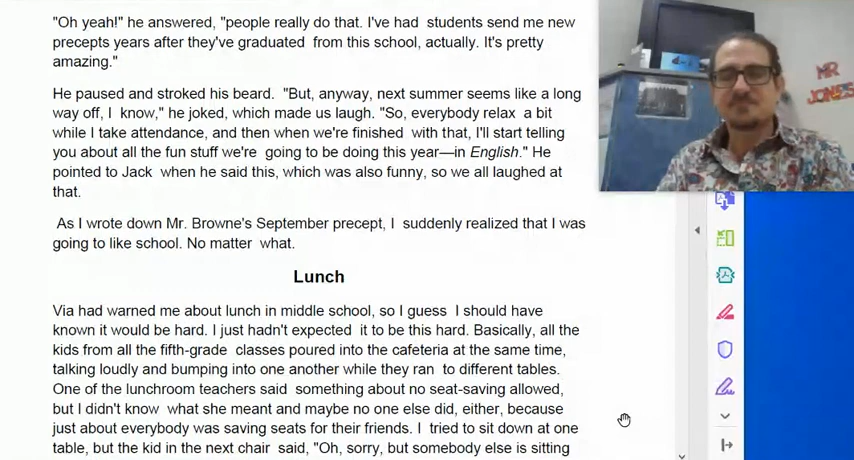 "Oh yeah!" he answered, "people really do that. I've had students send me new
precepts years after they've graduated from this school, actually. It's pretty
amazing."
He paused and stroked his beard. "But, anyway, next summer seems like a long
way off, I know," he joked, which made us laugh. "So, everybody relax a bit
while I take attendance, and then when we're finished with that, I'll start telling
you about all the fun stuff we're going to be doing this year—in English." He
pointed to Jack when he said this, which was also funny, so we all laughed at
that.
As I wrote down Mr. Browne's September precept, I suddenly realized that I was
going to like school. No matter what.
Lunch
Via had warned me about lunch in middle school, so I guess I should have
known it would be hard. I just hadn't expected it to be this hard. Basically, all the
kids from all the fifth-grade classes poured into the cafeteria at the same time,
talking loudly and bumping into one another while they ran to different tables.
One of the lunchroom teachers said something about no seat-saving allowed,
but I didn't know what she meant and maybe no one else did, either, because
just about everybody was saving seats for their friends. I tried to sit down at one
table, but the kid in the next chair said, "Oh, sorry, but somebody else is sitting
MR
JONES